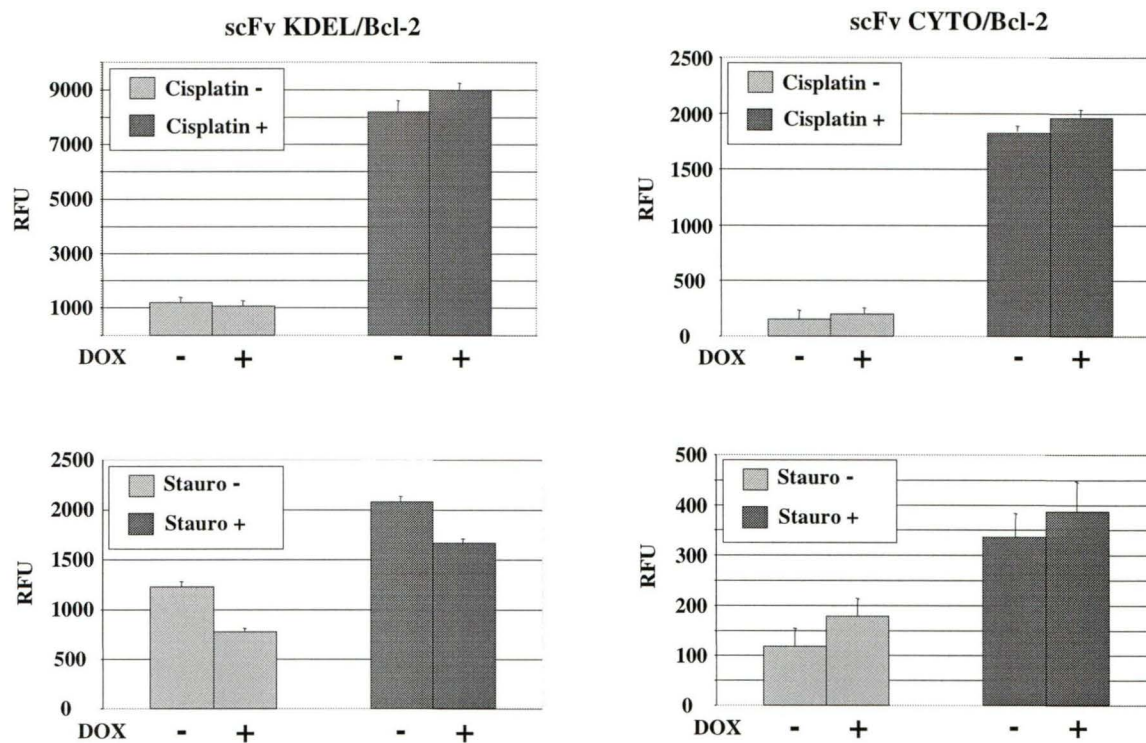 scFv KDEL/Bcl-2
9000
7000
5000
3000
1000
RFU
Cisplatin -
Cisplatin +
DOX - + - +
scFv CYTO/Bcl-2
2500
2000
1500
1000
500
0
RFU
Cisplatin -
Cisplatin +
DOX - + - +
2500
2000
1500
1000
500
0
RFU
Stauro -
Stauro +
DOX - + - +
500
400
300
200
100
0
RFU
Stauro -
Stauro +
DOX - + - +